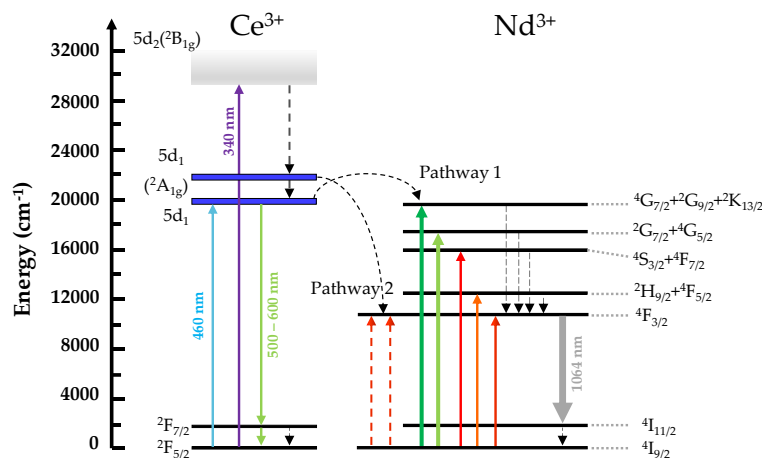 Ce³⁺
Nd³⁺
Energy (cm⁻¹)
32000
28000
24000
22000
20000
16000
12000
8000
4000
0
5d₂(²B₁g)
5d₁
(²A₁g)
5d₁
²F₇/₂
²F₅/₂
460 nm
340 nm
500 – 600 nm
Pathway 1
Pathway 2
1064 nm
⁴G₇/₂+²G₉/₂+²K₁₃/₂
²G₇/₂+⁴G₅/₂
⁴S₃/₂+⁴F₇/₂
²H₉/₂+⁴F₅/₂
⁴F₃/₂
⁴I₁₁/₂
⁴I₉/₂